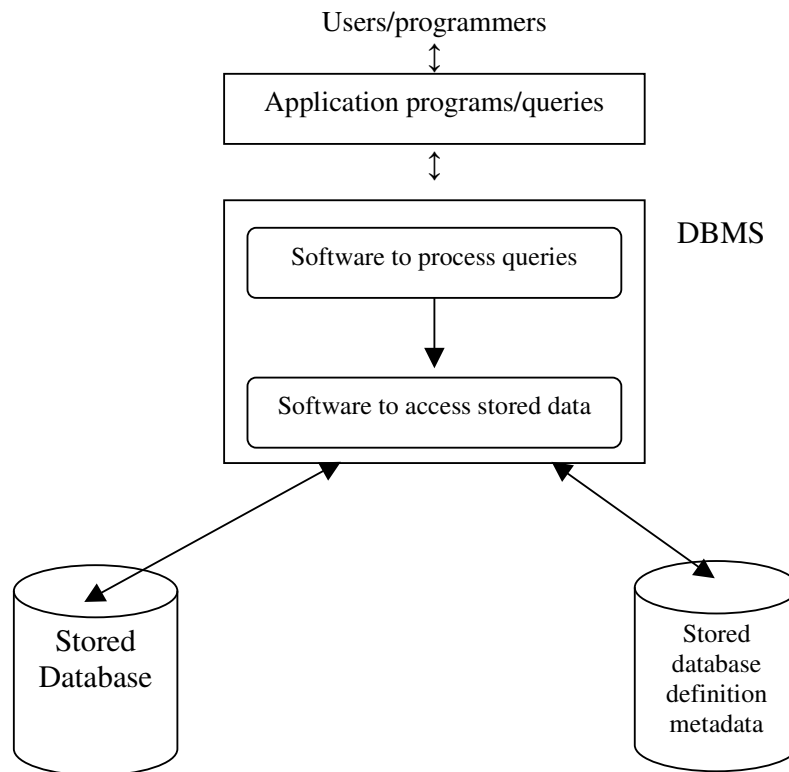 Users/programmers
Application programs/queries
DBMS
Software to process queries
Software to access stored data
Stored
Database
Stored
database
definition
metadata